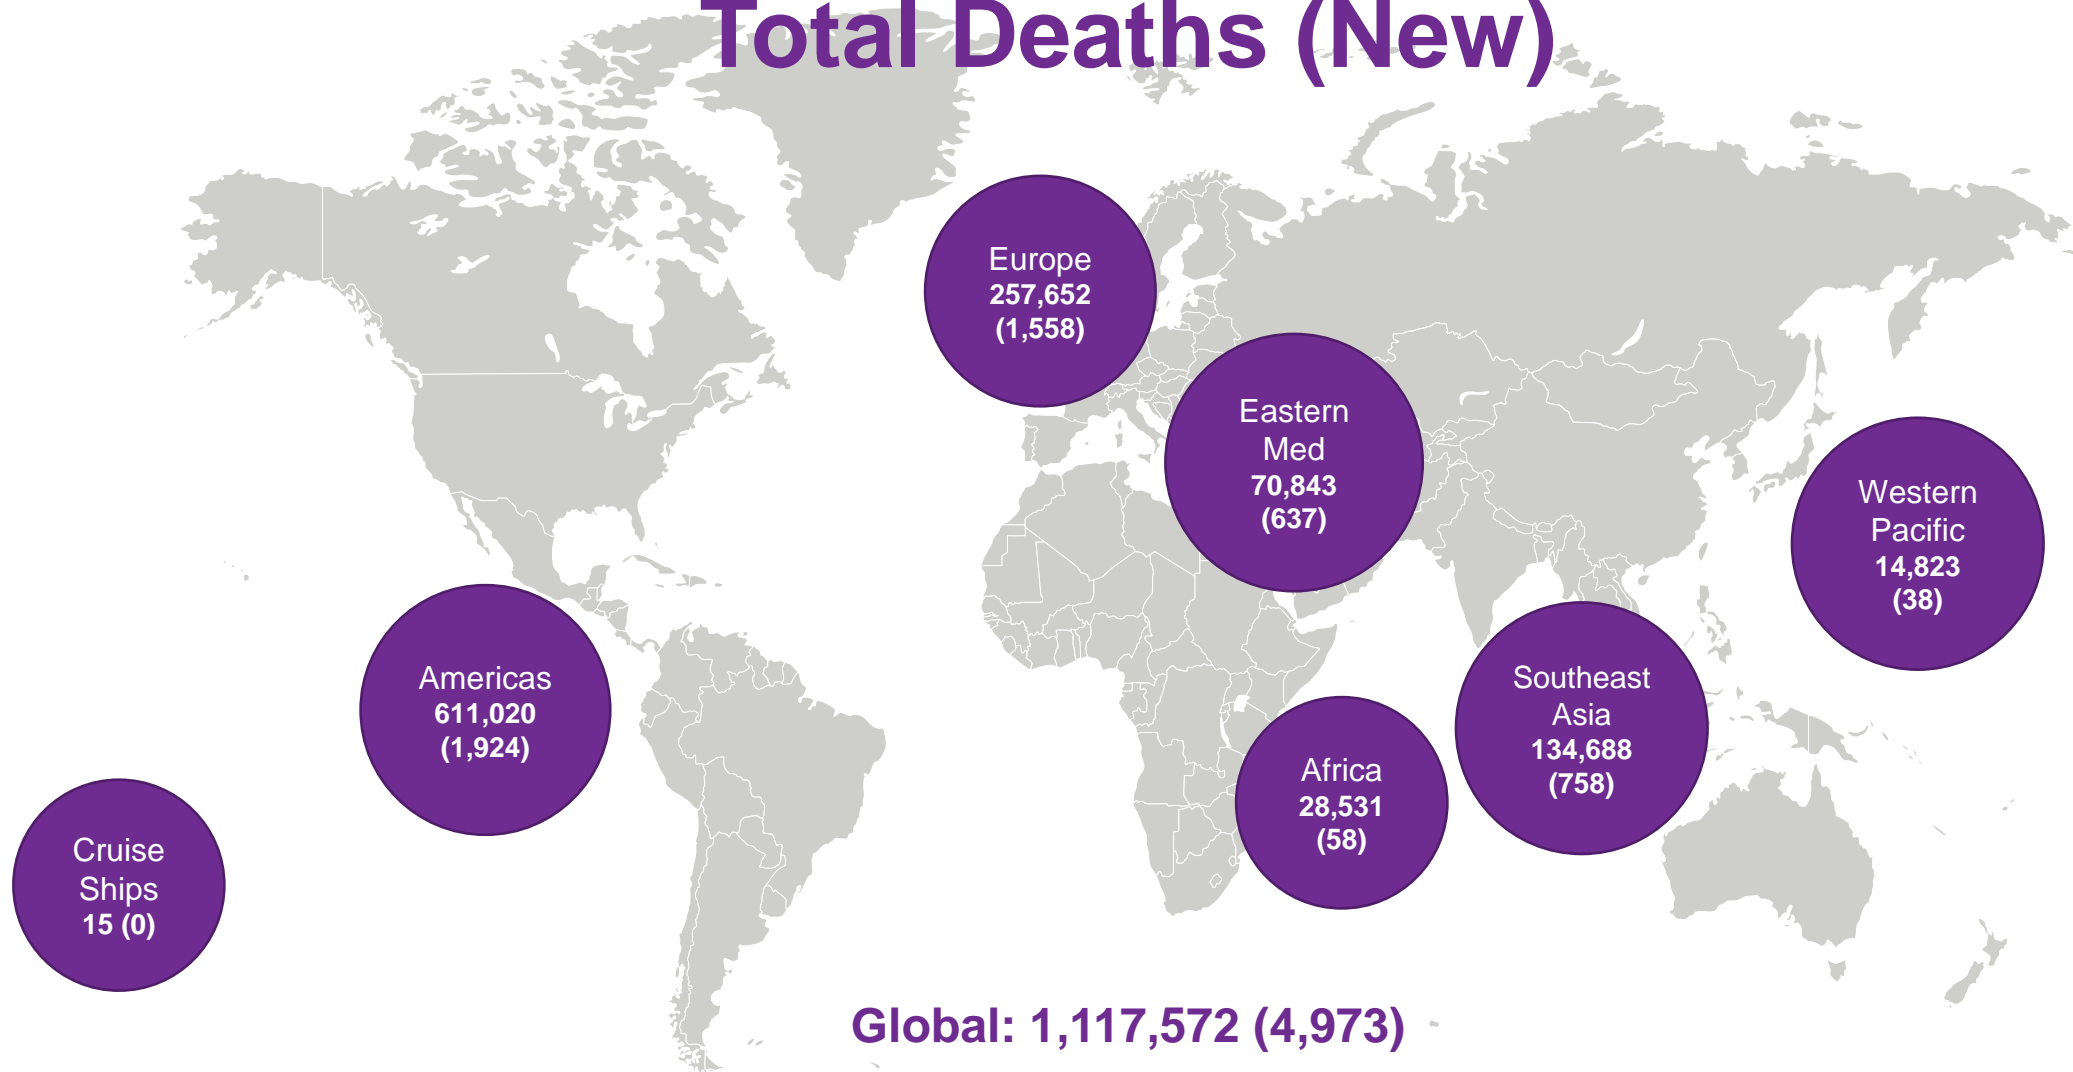 Total Deaths (New)
Europe
257,652
(1,558)
Eastern
Med
70,843
(637)
Western
Pacific
14,823
(38)
Americas
611,020
(1,924)
Southeast
Asia
134,688
(758)
Africa
28,531
(58)
Cruise
Ships
15 (0)
Global: 1,117,572 (4,973)